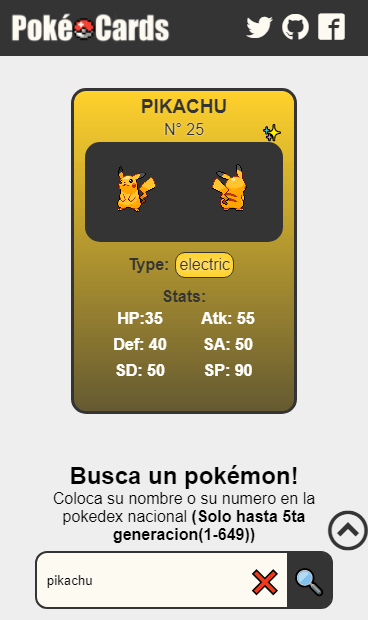 Poké Cards
PIKACHU
N° 25
Type: electric
Stats:
HP:35 Atk: 55
Def: 40 SA: 50
SD: 50 SP: 90
Busca un pokémon!
Coloca su nombre o su numero en la
pokedex nacional (Solo hasta 5ta
generacion(1-649))
pikachu